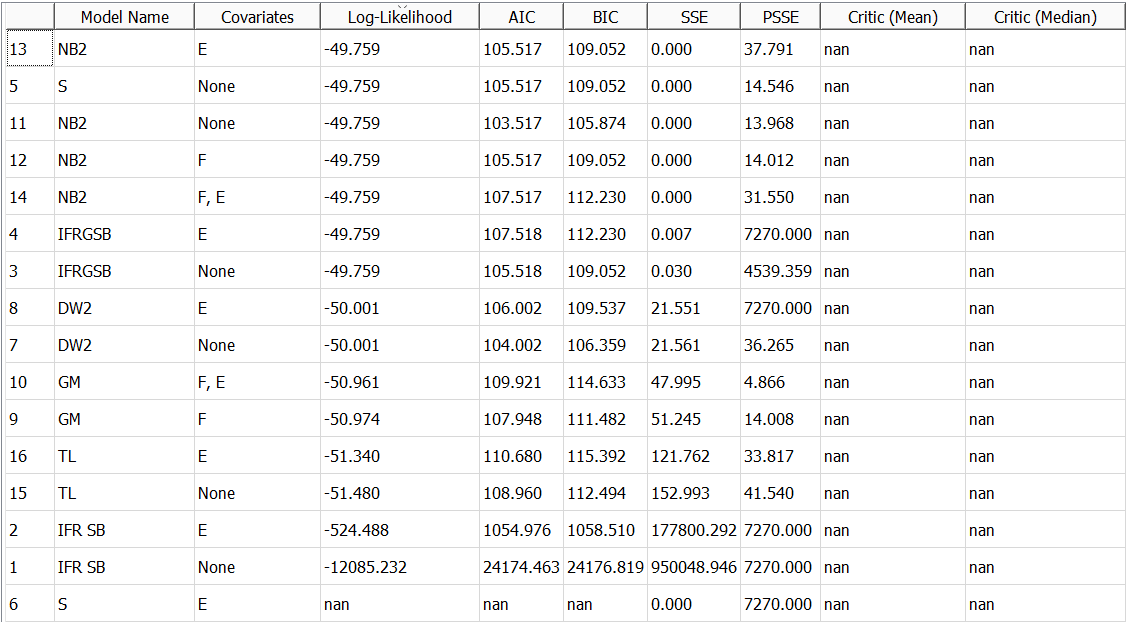 Model Name Covariates Log-Likelihood AIC BIC SSE PSSE Critic (Mean) Critic (Median)
13 NB2 E -49.759 105.517 109.052 0.000 37.791 nan nan
5 S None -49.759 105.517 109.052 0.000 14.546 nan nan
11 NB2 None -49.759 103.517 105.874 0.000 13.968 nan nan
12 NB2 F -49.759 105.517 109.052 0.000 14.012 nan nan
14 NB2 F, E -49.759 107.517 112.230 0.000 31.550 nan nan
4 IFRGSB E -49.759 107.518 112.230 0.007 7270.000 nan nan
3 IFRGSB None -49.759 105.518 109.052 0.030 4539.359 nan nan
8 DW2 E -50.001 106.002 109.537 21.551 7270.000 nan nan
7 DW2 None -50.001 104.002 106.359 21.561 36.265 nan nan
10 GM F, E -50.961 109.921 114.633 47.995 4.866 nan nan
9 GM F -50.974 107.948 111.482 51.245 14.008 nan nan
16 TL E -51.340 110.680 115.392 121.762 33.817 nan nan
15 TL None -51.480 108.960 112.494 152.993 41.540 nan nan
2 IFR SB E -524.488 1054.976 1058.510 177800.292 7270.000 nan nan
1 IFR SB None -12085.232 24174.463 24176.819 950048.946 7270.000 nan nan
6 S E nan nan nan 0.000 7270.000 nan nan